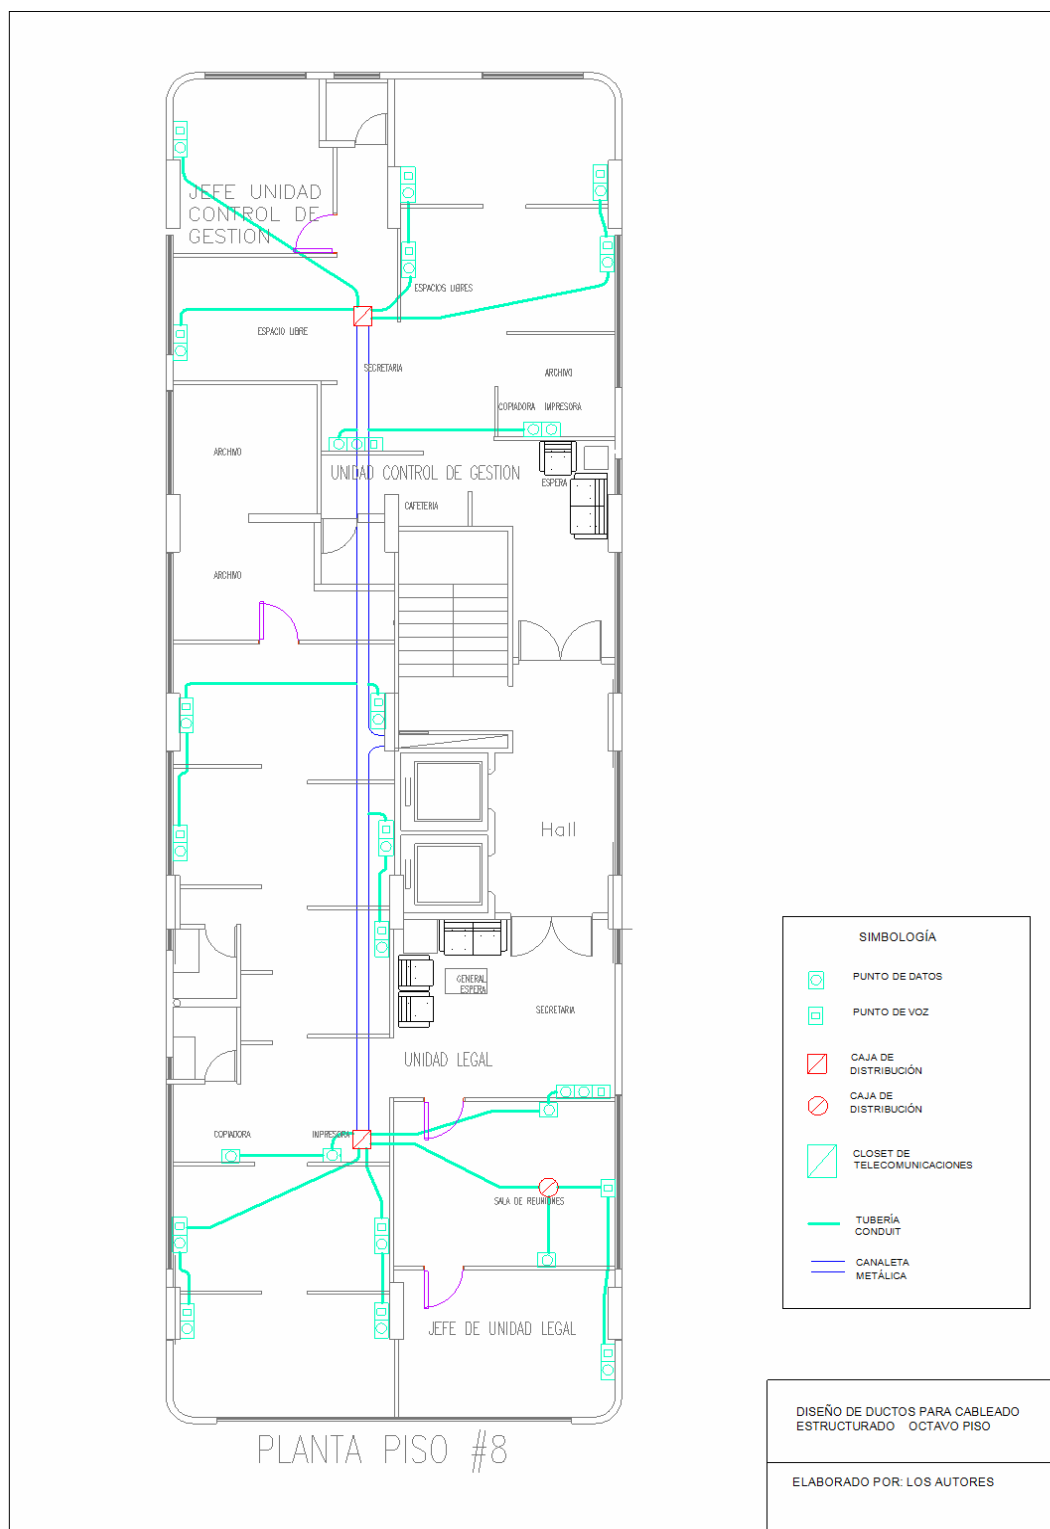 JEFE UNIDAD
CONTROL DE
GESTION
ESPACIOS LIBRES
ESPACIO LIBRE
SECRETARIA
ARCHIVO
COPIADORA IMPRESORA
ARCHIVO
UNIDAD CONTROL DE GESTION
ESPERA
CAFETERIA
ARCHIVO
Hall
GENERAL
ESPERA
SECRETARIA
UNIDAD LEGAL
COPIADORA
IMPRESORA
SALA DE REUNIONES
JEFE DE UNIDAD LEGAL
PLANTA PISO #8
SIMBOLOGÍA
PUNTO DE DATOS
PUNTO DE VOZ
CAJA DE
DISTRIBUCIÓN
CAJA DE
DISTRIBUCIÓN
CLOSET DE
TELECOMUNICACIONES
TUBERÍA
CONDUIT
CANALETA
METÁLICA
DISEÑO DE DUCTOS PARA CABLEADO
ESTRUCTURADO OCTAVO PISO
ELABORADO POR: LOS AUTORES